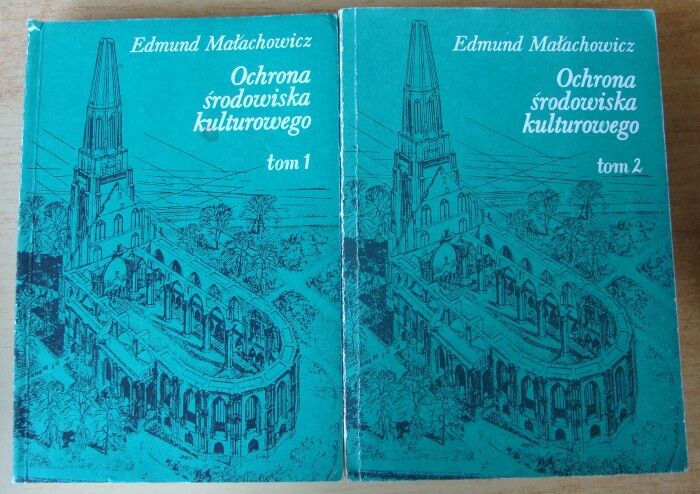 Edmund Małachowicz
Ochrona
środowiska
kulturowego
tom 1
Edmund Małachowicz
Ochrona
środowiska
kulturowego
tom 2